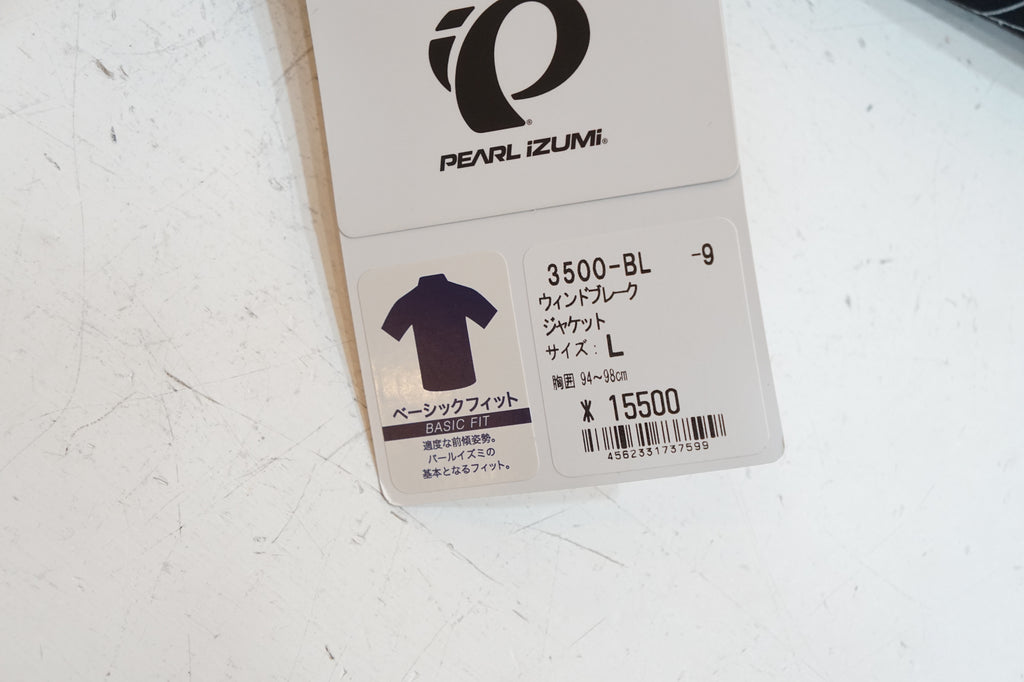 PEARL iZUMi®
ベーシックフィット
BASIC FIT
適度な前傾姿勢。
パールイズミの
基本となるフィット。
3500-BL -9
ウィンドブレーク
ジャケット
サイズ: L
胸囲 94~98cm
¥ 15500
4562331737599